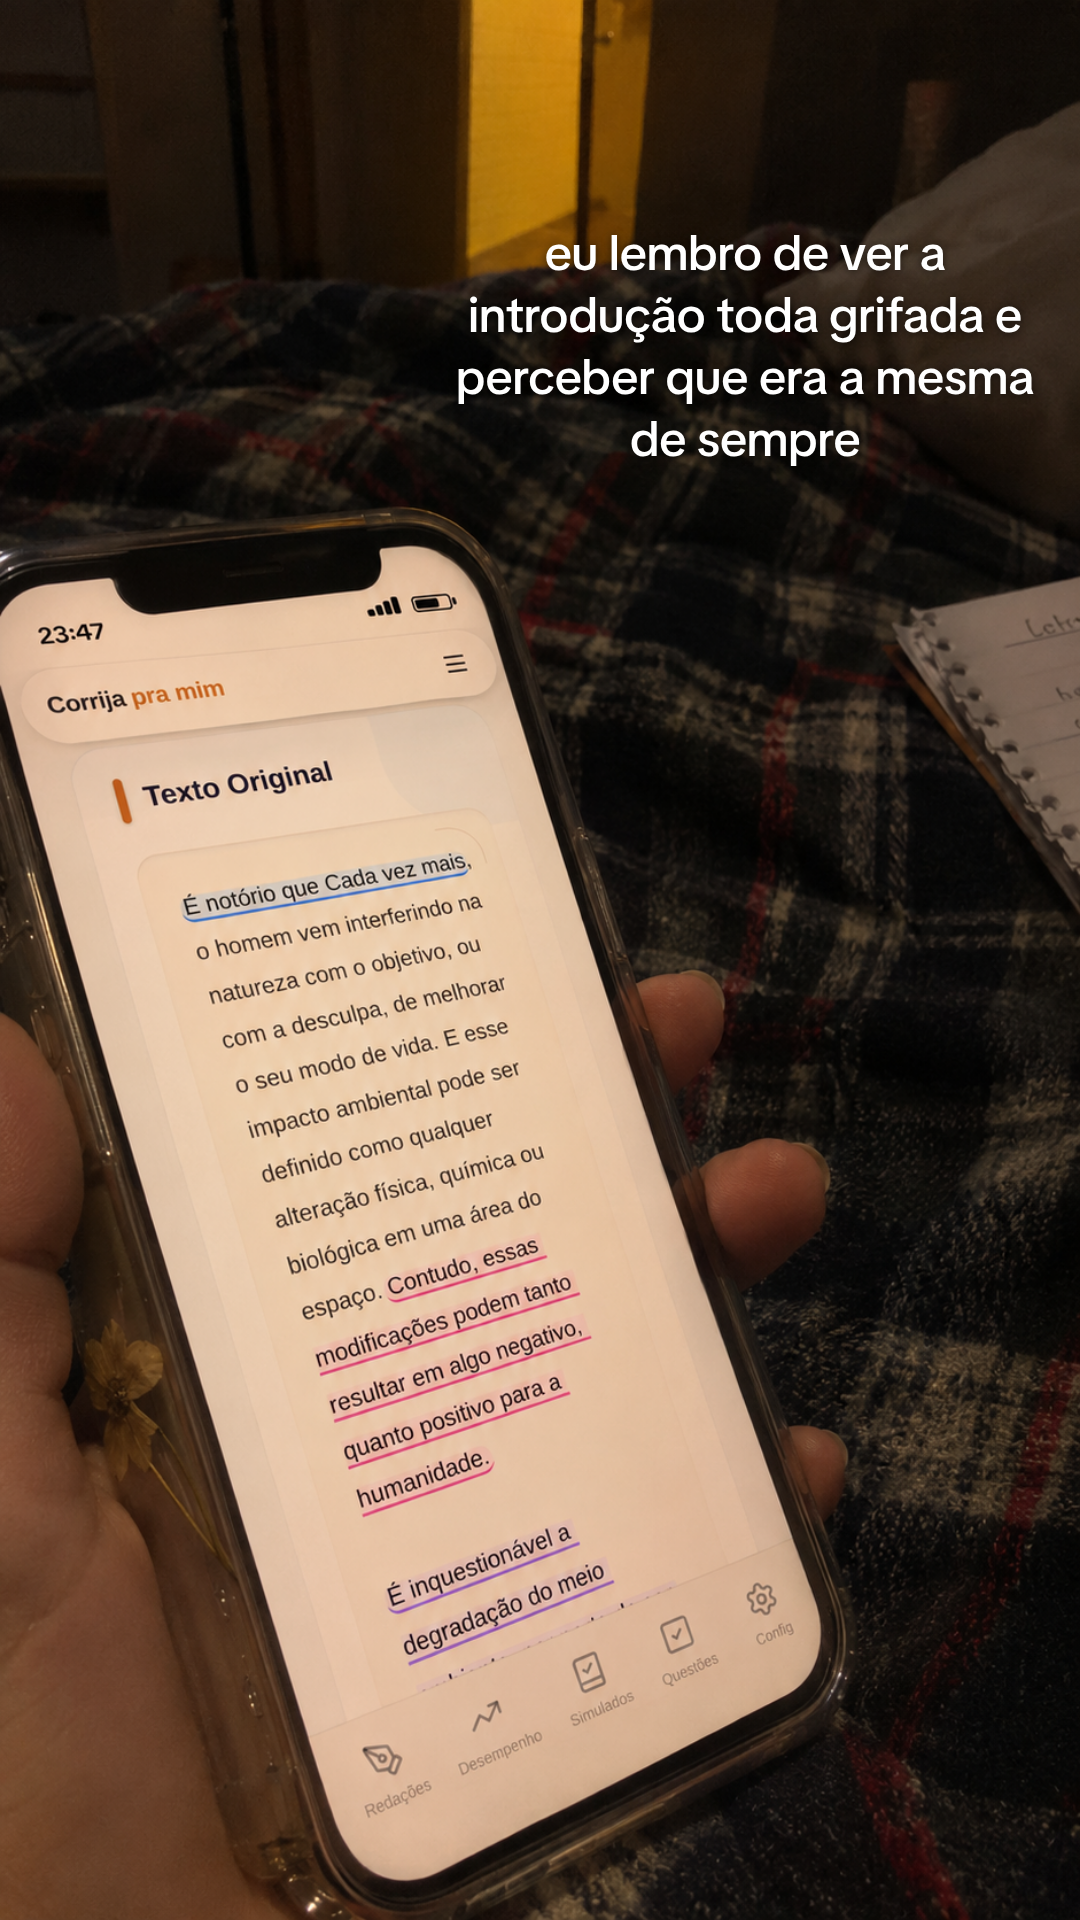 eu lembro de ver a
introdução toda grifada e
perceber que era a mesma
de sempre
23:47
Corrija pra mim
Texto Original
É notório que Cada vez mais,
o homem vem interferindo na
natureza com o objetivo, ou
com a desculpa, de melhorar
o seu modo de vida. E esse
impacto ambiental pode ser
definido como qualquer
alteração física, química ou
biológica em uma área do
espaço. Contudo, essas
modificações podem tanto
resultar em algo negativo,
quanto positivo para a
humanidade.
É inquestionável a
degradação do meio
Redações
Desempenho
Simulados
Questões
Config